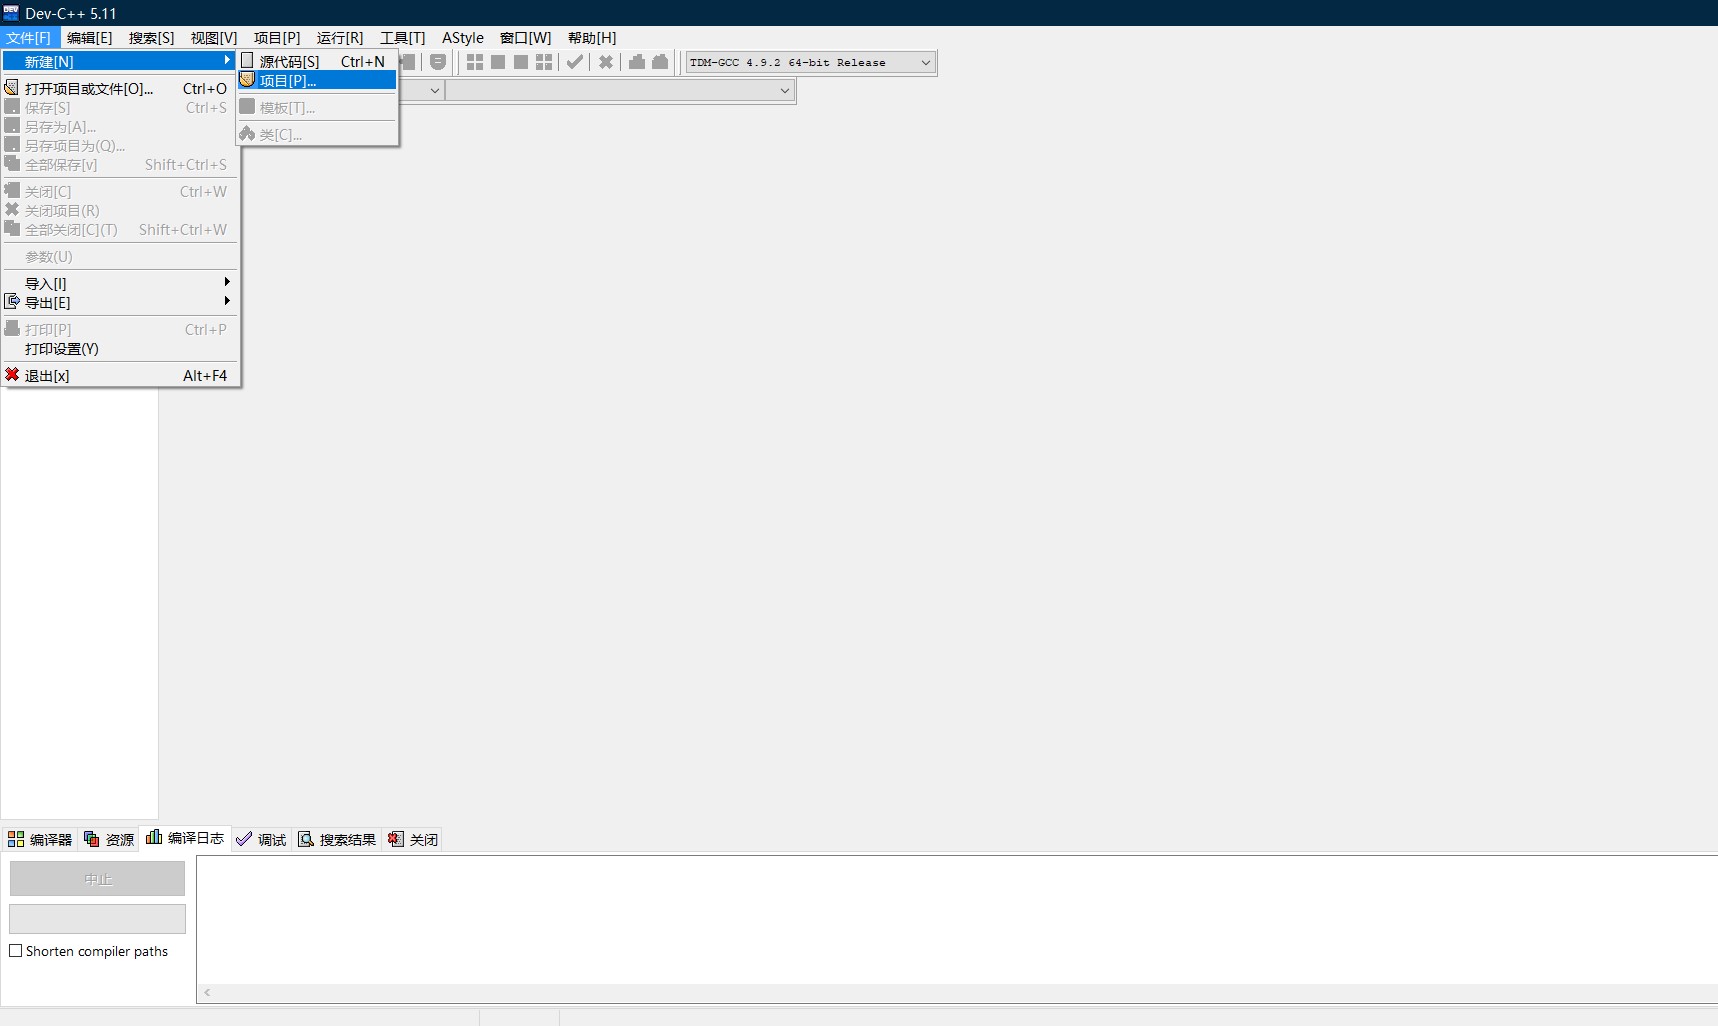 Dev-C++ 5.11
文件[F] 编辑[E] 搜索[S] 视图[V] 项目[P] 运行[R] 工具[T] AStyle 窗口[W] 帮助[H]
新建[N]
源代码[S] Ctrl+N
项目[P]...
模板[T]...
类[C]...
TDM-GCC 4.9.2 64-bit Release
打开项目或文件[O]... Ctrl+O
保存[S] Ctrl+S
另存为[A]...
另存项目为(Q)...
全部保存[v] Shift+Ctrl+S
关闭[C] Ctrl+W
关闭项目(R)
全部关闭[C](T) Shift+Ctrl+W
参数(U)
导入[I]
导出[E]
打印[P] Ctrl+P
打印设置(Y)
退出[x] Alt+F4
编译器 资源 编译日志 调试 搜索结果 关闭
中止
Shorten compiler paths